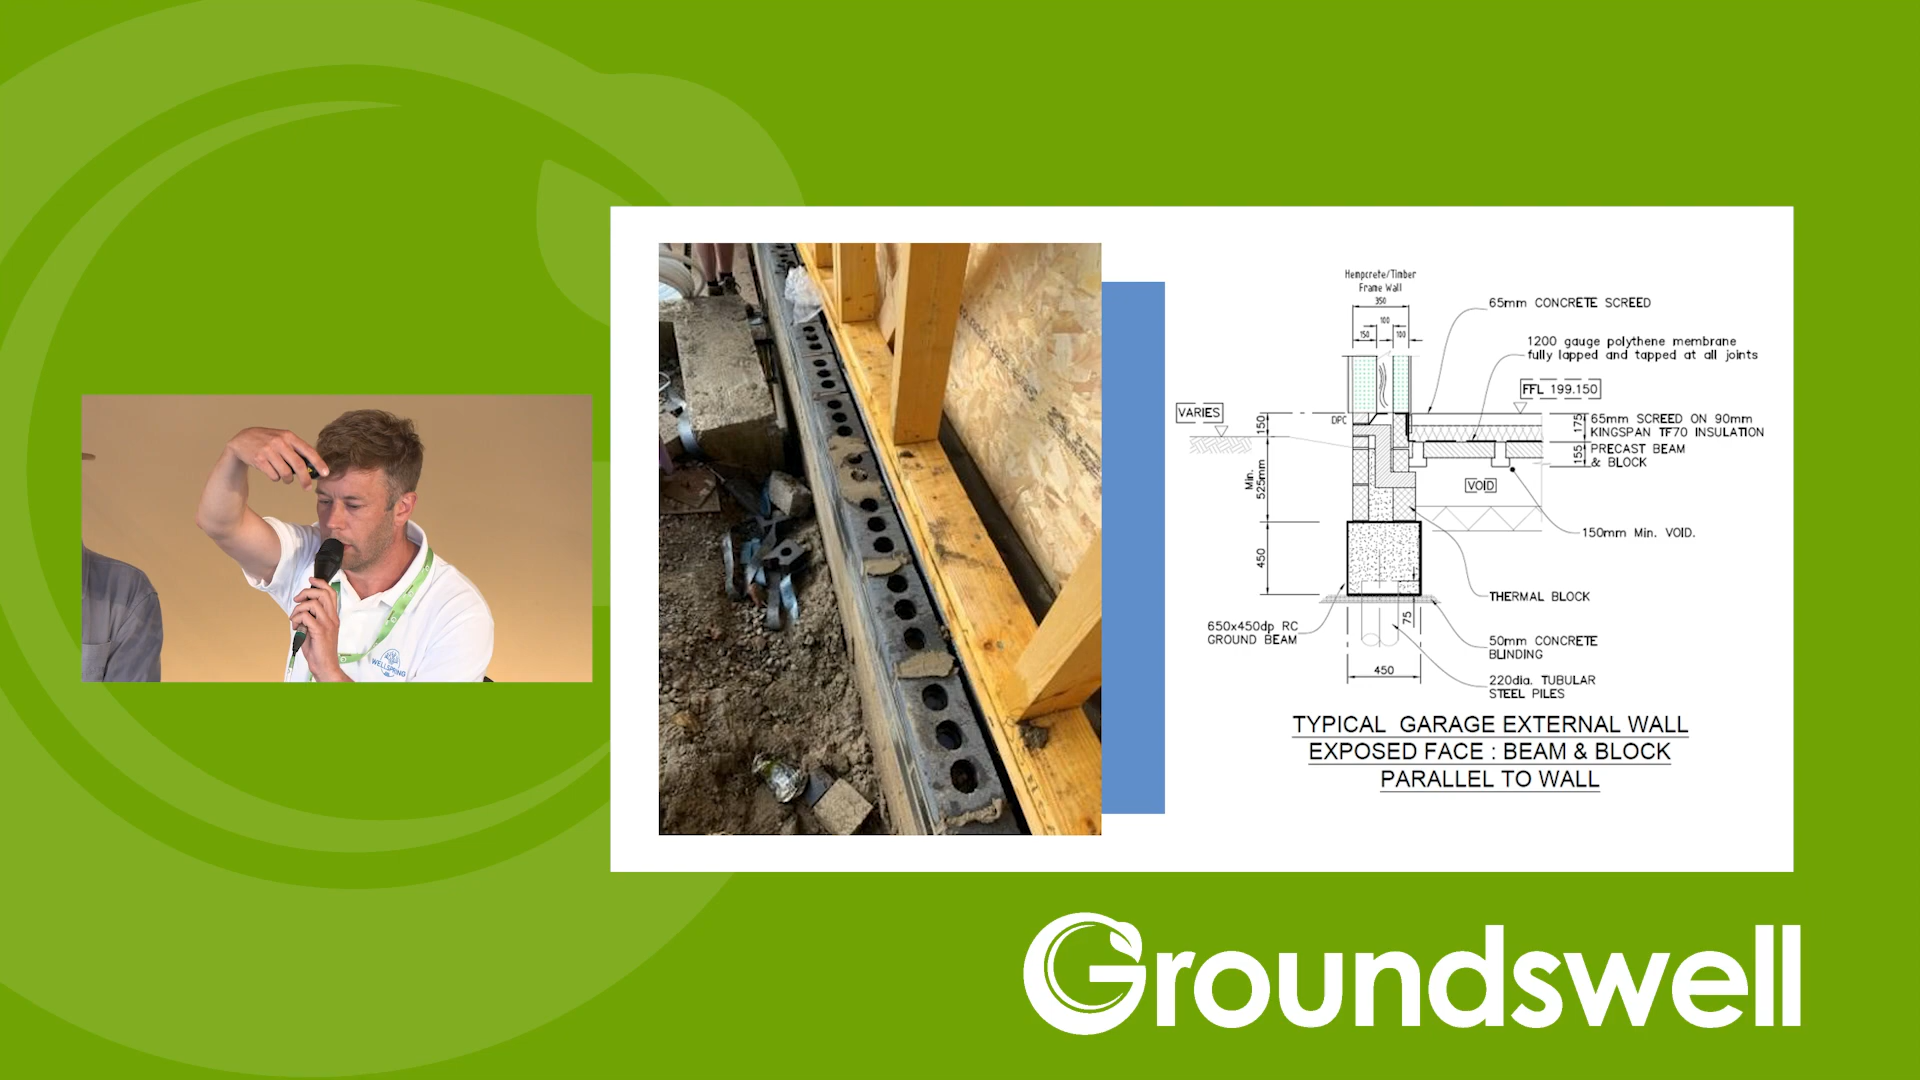 Hempcrete/Timber
Frame Wall
350
100
150
100
65mm CONCRETE SCREED
1200 gauge polythene membrane
fully lapped and tapped at all joints
FFL 199.150
VARIES
150
DPC
175
65mm SCREED ON 90mm
KINGSPAN TF70 INSULATION
155
PRECAST BEAM
& BLOCK
Min.
525mm
VOID
150mm Min. VOID.
450
THERMAL BLOCK
75
650x450dp RC
GROUND BEAM
50mm CONCRETE
BLINDING
450
220dia. TUBULAR
STEEL PILES
TYPICAL GARAGE EXTERNAL WALL
EXPOSED FACE : BEAM & BLOCK
PARALLEL TO WALL
WELLSPRING
Groundswell